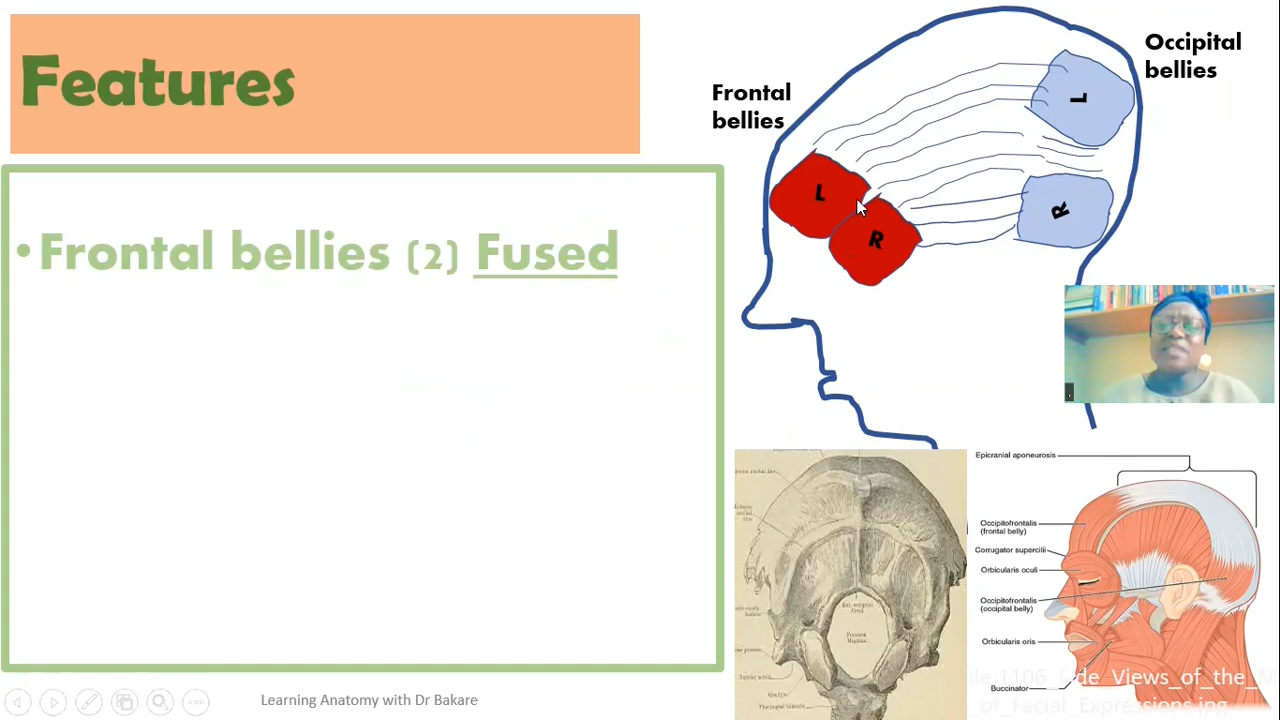 Features
•Frontal bellies (2) Fused
Frontal
bellies
Occipital
bellies
L
R
L
R
Epicranial aponeurosis
Occipitofrontalis
(frontal belly)
Corrugator supercilii
Orbicularis oculi
Occipitofrontalis
(occipital belly)
Orbicularis oris
Buccinator
Learning Anatomy with Dr Bakare